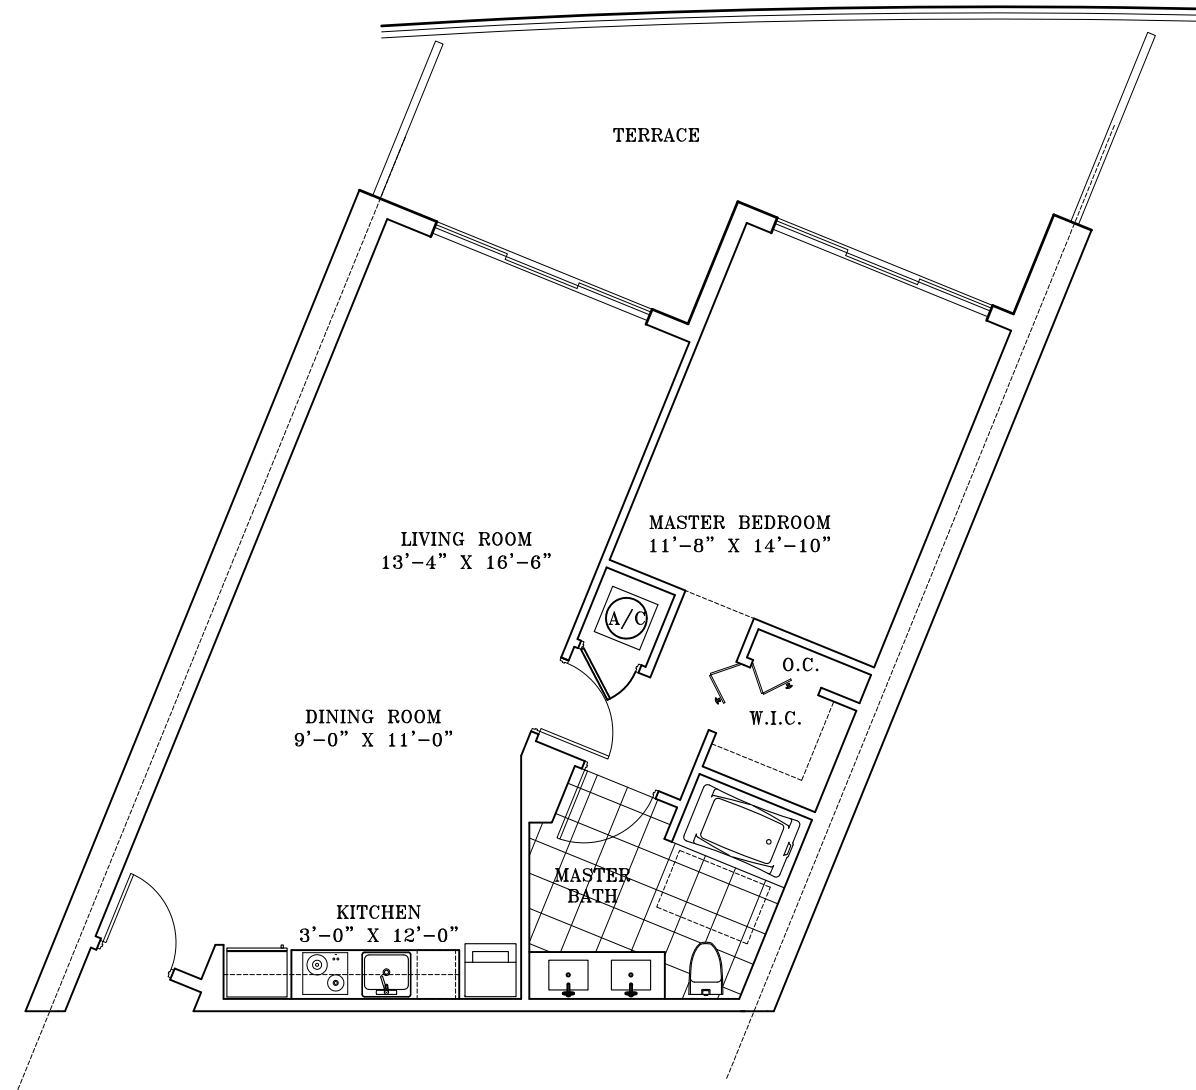 TERRACE
MASTER BEDROOM
11'-8" X 14'-10"
LIVING ROOM
13'-4" X 16'-6"
A/C
O.C.
W.I.C.
DINING ROOM
9'-0" X 11'-0"
MASTER
BATH
KITCHEN
3'-0" X 12'-0"